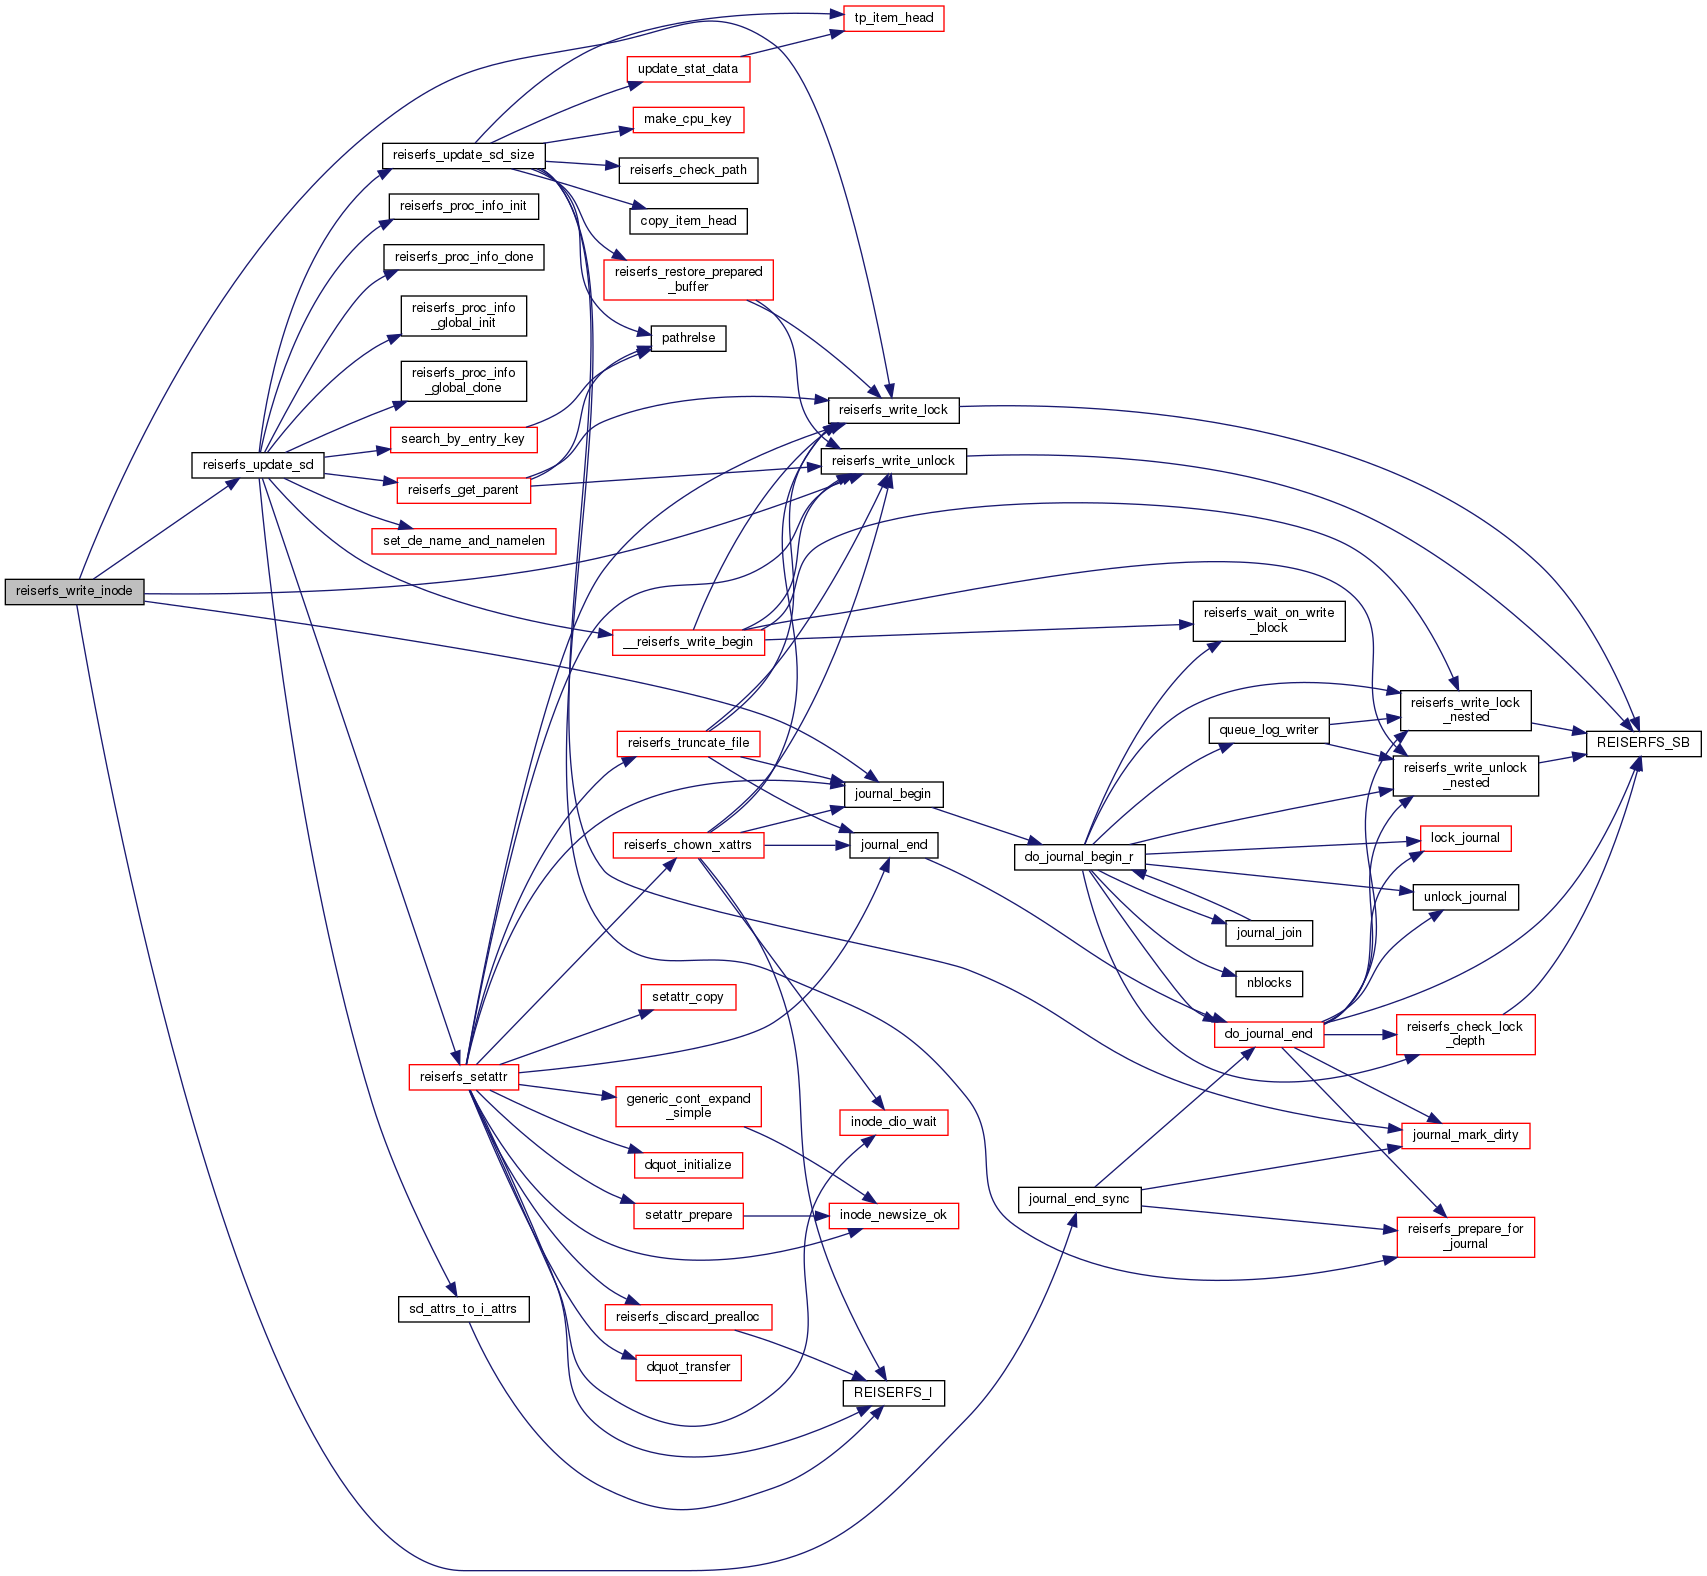 tp_item_head
update_stat_data
make_cpu_key
reiserfs_update_sd_size
reiserfs_check_path
reiserfs_proc_info_init
copy_item_head
reiserfs_proc_info_done
reiserfs_restore_prepared
_buffer
reiserfs_proc_info
_global_init
pathrelse
reiserfs_proc_info
_global_done
reiserfs_write_lock
search_by_entry_key
reiserfs_update_sd
reiserfs_write_unlock
reiserfs_get_parent
set_de_name_and_namelen
reiserfs_write_inode
reiserfs_wait_on_write
_block
__reiserfs_write_begin
reiserfs_write_lock
_nested
queue_log_writer
reiserfs_truncate_file
REISERFS_SB
reiserfs_write_unlock
_nested
journal_begin
lock_journal
reiserfs_chown_xattrs
journal_end
do_journal_begin_r
unlock_journal
journal_join
nblocks
setattr_copy
do_journal_end
reiserfs_check_lock
_depth
reiserfs_setattr
generic_cont_expand
_simple
inode_dio_wait
journal_mark_dirty
dquot_initialize
journal_end_sync
setattr_prepare
inode_newsize_ok
reiserfs_prepare_for
_journal
sd_attrs_to_i_attrs
reiserfs_discard_prealloc
dquot_transfer
REISERFS_I